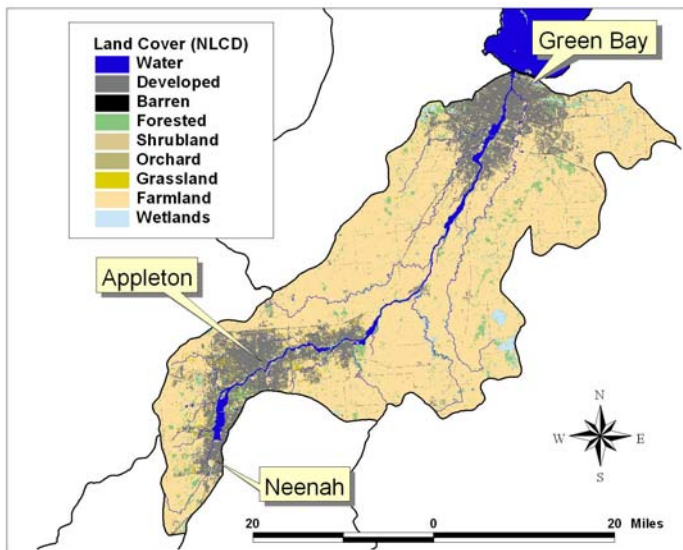 Land Cover (NLCD)
Water
Developed
Barren
Forested
Shrubland
Orchard
Grassland
Farmland
Wetlands
Green Bay
Appleton
Neenah
N
W E
S
20 0 20 Miles